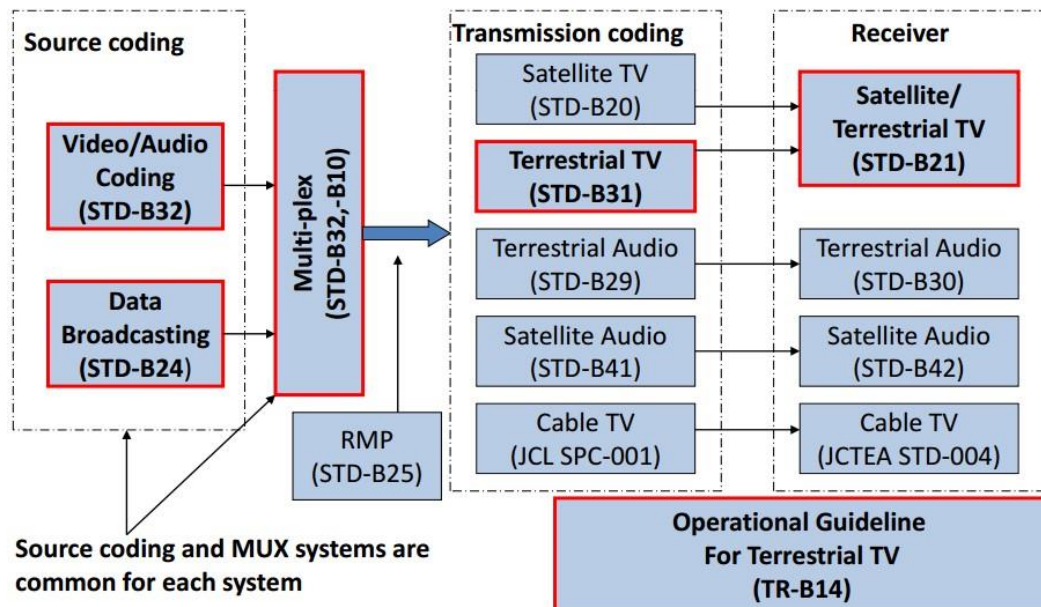 Source coding
Video/Audio
Coding
(STD-B32)
Data
Broadcasting
(STD-B24)
Multi-plex
(STD-B32,-B10)
RMP
(STD-B25)
Source coding and MUX systems are
common for each system
Transmission coding
Satellite TV
(STD-B20)
Terrestrial TV
(STD-B31)
Terrestrial Audio
(STD-B29)
Satellite Audio
(STD-B41)
Cable TV
(JCL SPC-001)
Receiver
Satellite/
Terrestrial TV
(STD-B21)
Terrestrial Audio
(STD-B30)
Satellite Audio
(STD-B42)
Cable TV
(JCTEA STD-004)
Operational Guideline
For Terrestrial TV
(TR-B14)